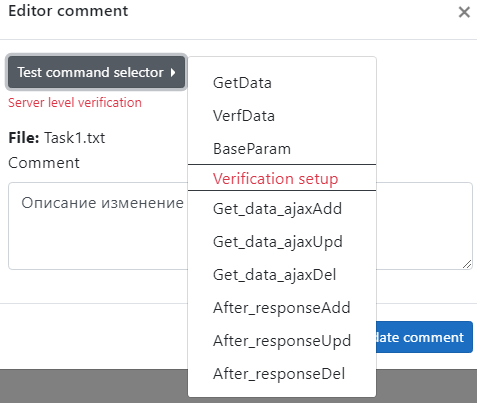 Editor comment
Test command selector
Server level verification
File: Task1.txt
Comment
Описание изменение
GetData
VerfData
BaseParam
Verification setup
Get_data_ajaxAdd
Get_data_ajaxUpd
Get_data_ajaxDel
After_responseAdd
After_responseUpd
After_responseDel
date comment